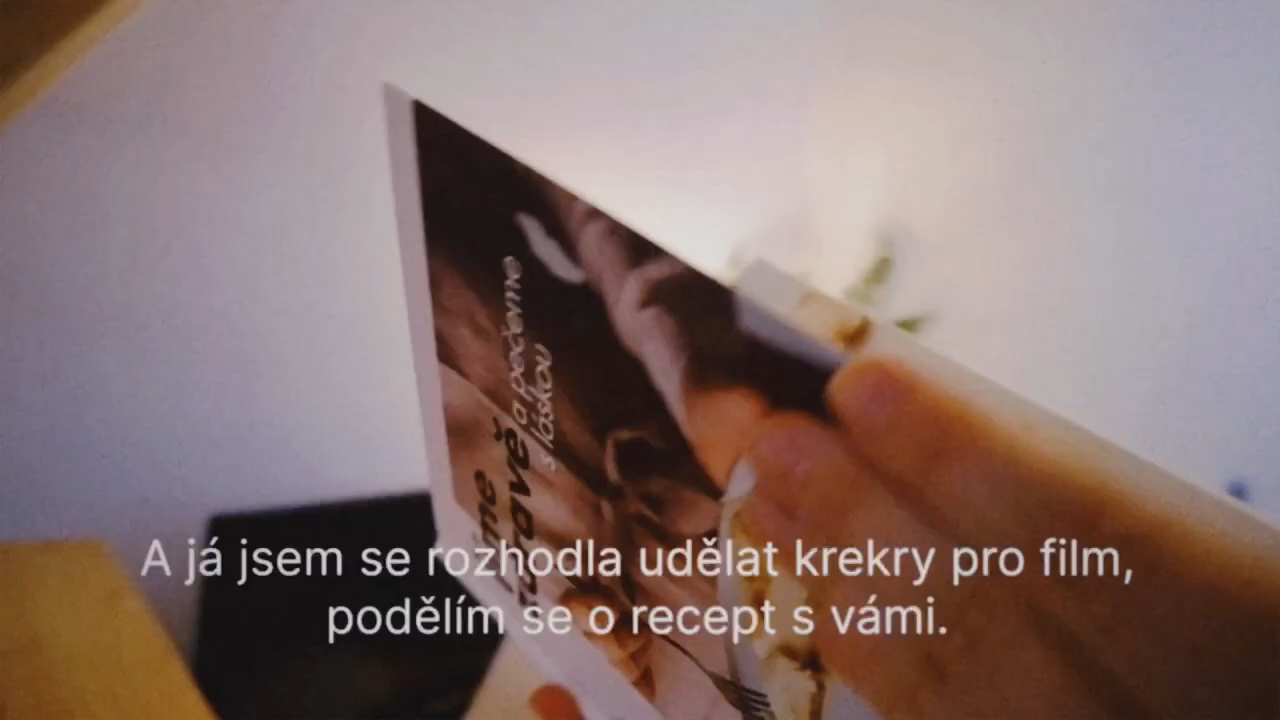 a pečeme
s láskou
A já jsem se rozhodla udělat krekry pro film,
podělím se o recept s vámi.